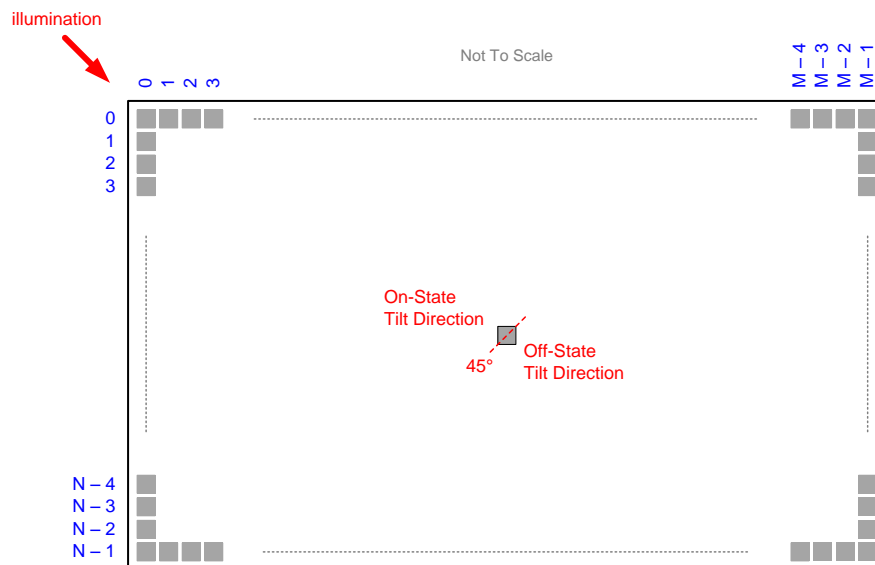 illumination
Not To Scale
0
1
2
3
M – 4
M – 3
M – 2
M – 1
0
1
2
3
On-State
Tilt Direction
45°
Off-State
Tilt Direction
N – 4
N – 3
N – 2
N – 1